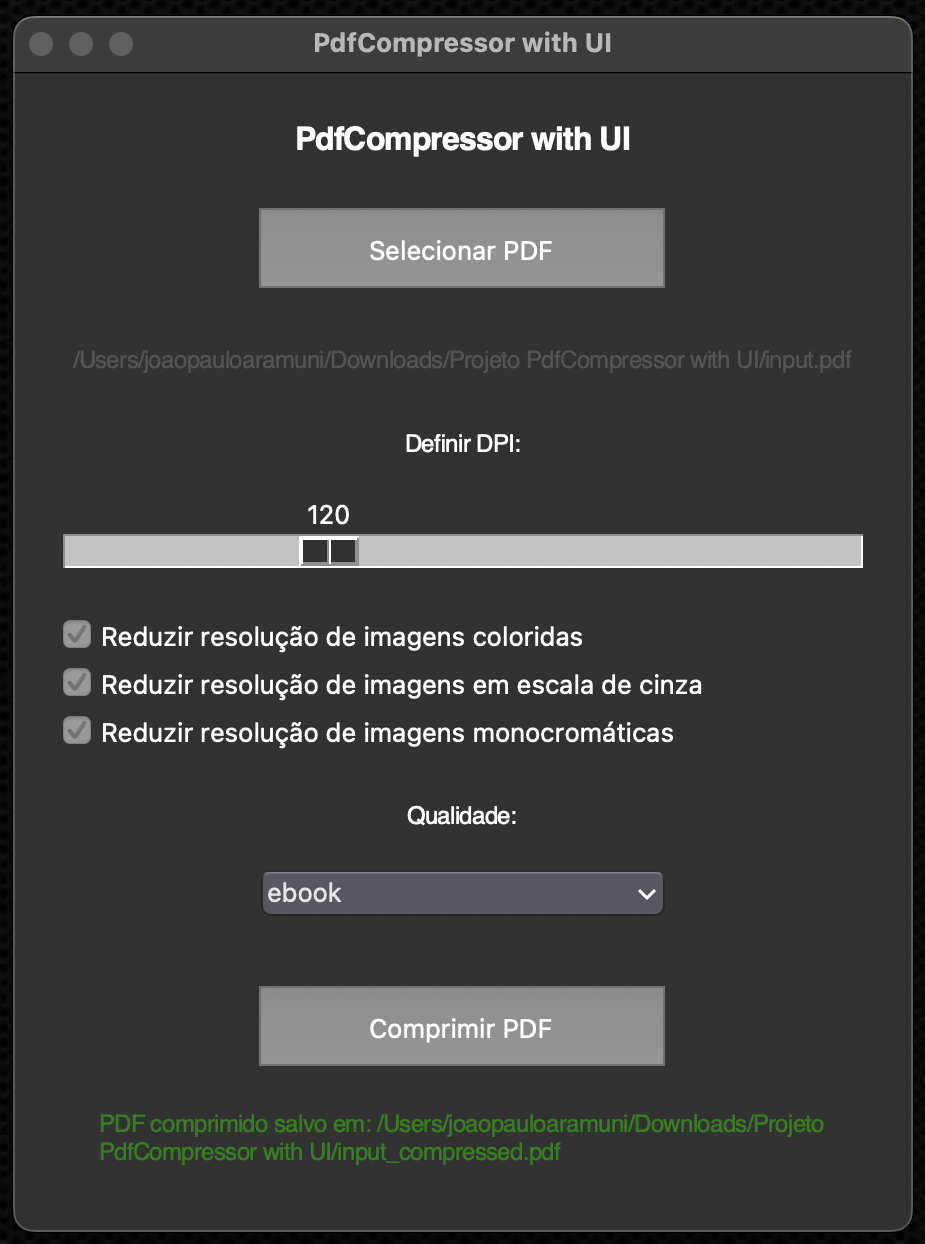 PdfCompressor with UI
PdfCompressor with UI
Selecionar PDF
/Users/joaopauloaramuni/Downloads/Projeto PdfCompressor with UI/input.pdf
Definir DPI:
120
Reduzir resolução de imagens coloridas
Reduzir resolução de imagens em escala de cinza
Reduzir resolução de imagens monocromáticas
Qualidade:
ebook
Comprimir PDF
PDF comprimido salvo em: /Users/joaopauloaramuni/Downloads/Projeto
PdfCompressor with UI/input_compressed.pdf